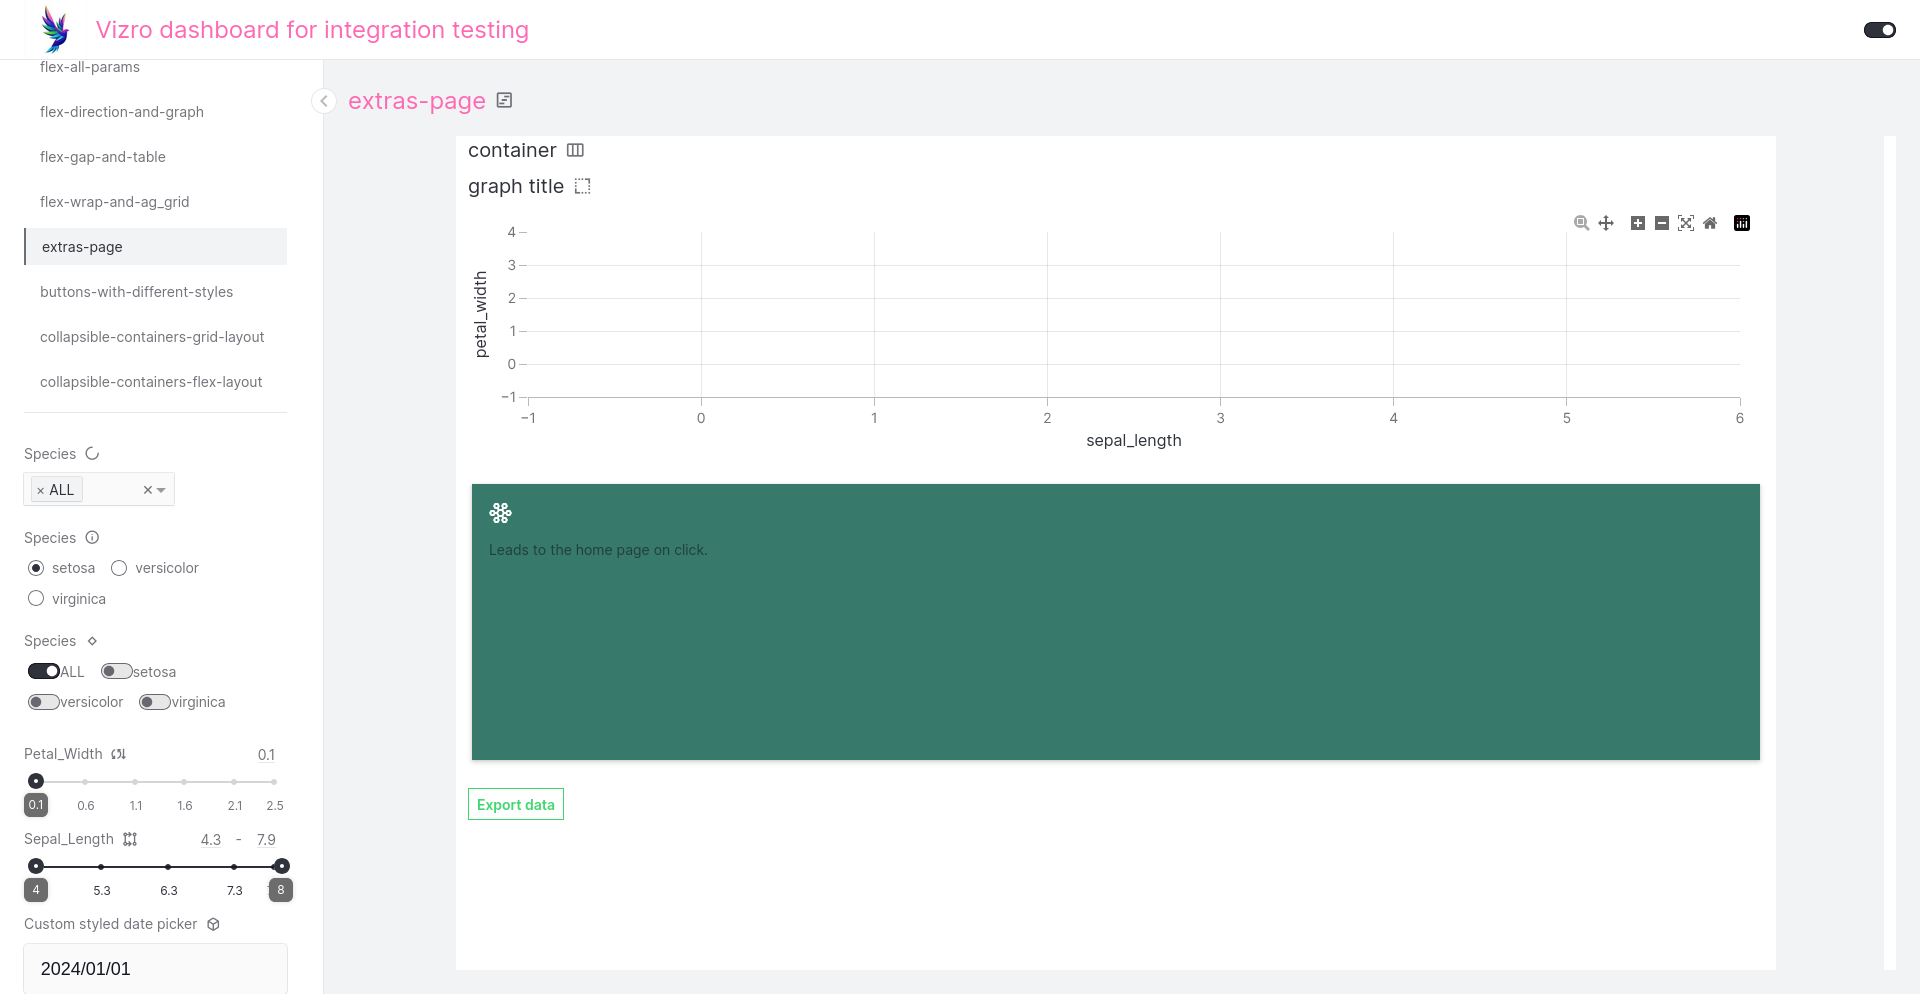 Vizro dashboard for integration testing
flex-all-params
flex-direction-and-graph
flex-gap-and-table
flex-wrap-and-ag_grid
extras-page
buttons-with-different-styles
collapsible-containers-grid-layout
collapsible-containers-flex-layout
Species
× ALL ×
Species
setosa versicolor
virginica
Species
ALL setosa
versicolor virginica
Petal_Width 0.1
0.1 0.6 1.1 1.6 2.1 2.5
Sepal_Length 4.3 - 7.9
4 5.3 6.3 7.3 8
Custom styled date picker
2024/01/01
extras-page
container
graph title
4
3
2
1
0
−1
petal_width
−1 0 1 2 3 4 5 6
sepal_length
Leads to the home page on click.
Export data